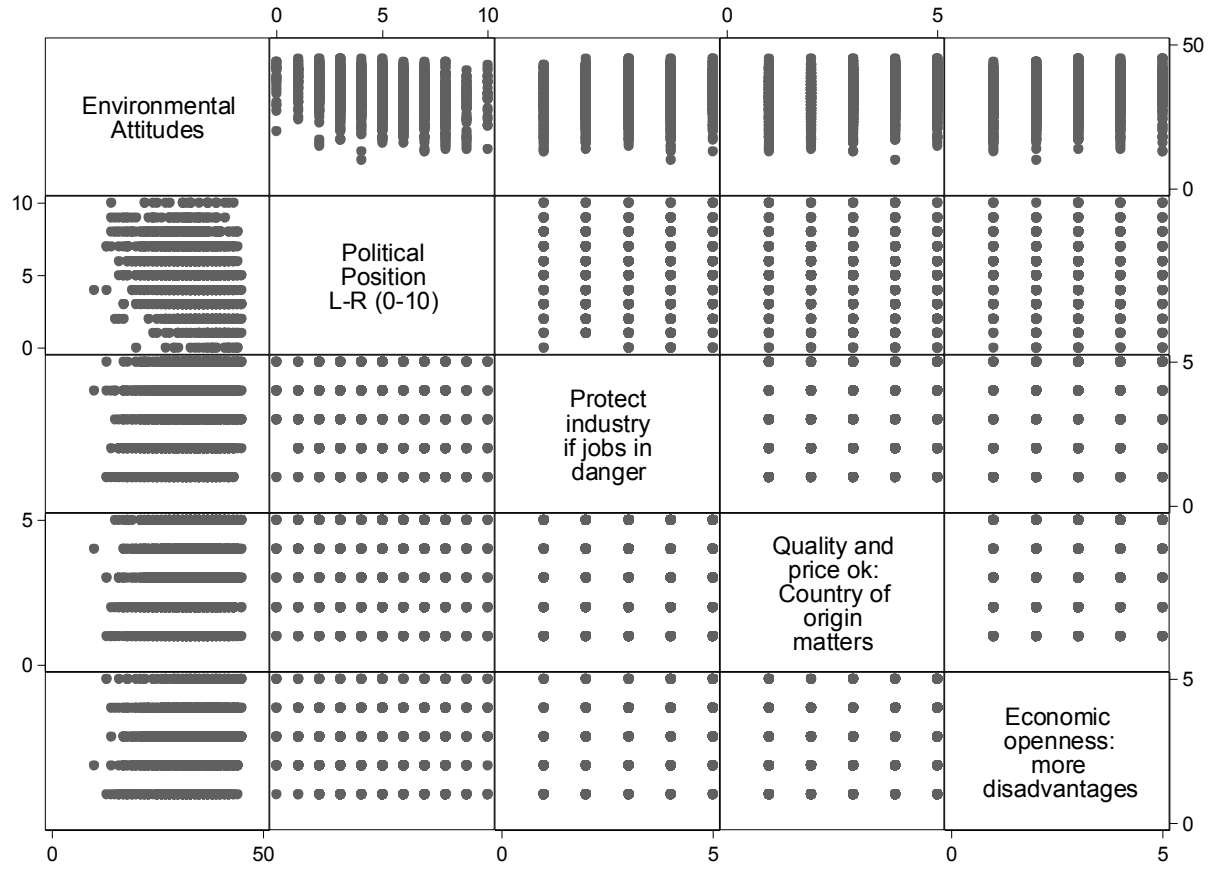 0 5 10 0 5
Environmental
Attitudes
50
0
10
5
0
Political
Position
L-R (0-10)
Protect
industry
if jobs in
danger
5
0
5
0
Quality and
price ok:
Country of
origin
matters
Economic
openness:
more
disadvantages
5
0
0 50 0 5 0 5